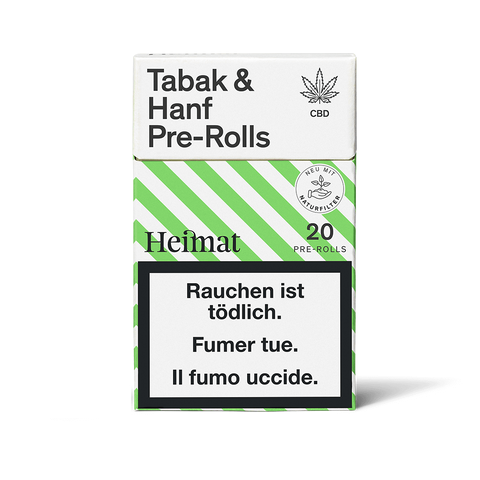 Tabak &
Hanf
Pre-Rolls
CBD
NEU MIT
NATURFILTER
Heimat
20
PRE-ROLLS
Rauchen ist
tödlich.
Fumer tue.
Il fumo uccide.